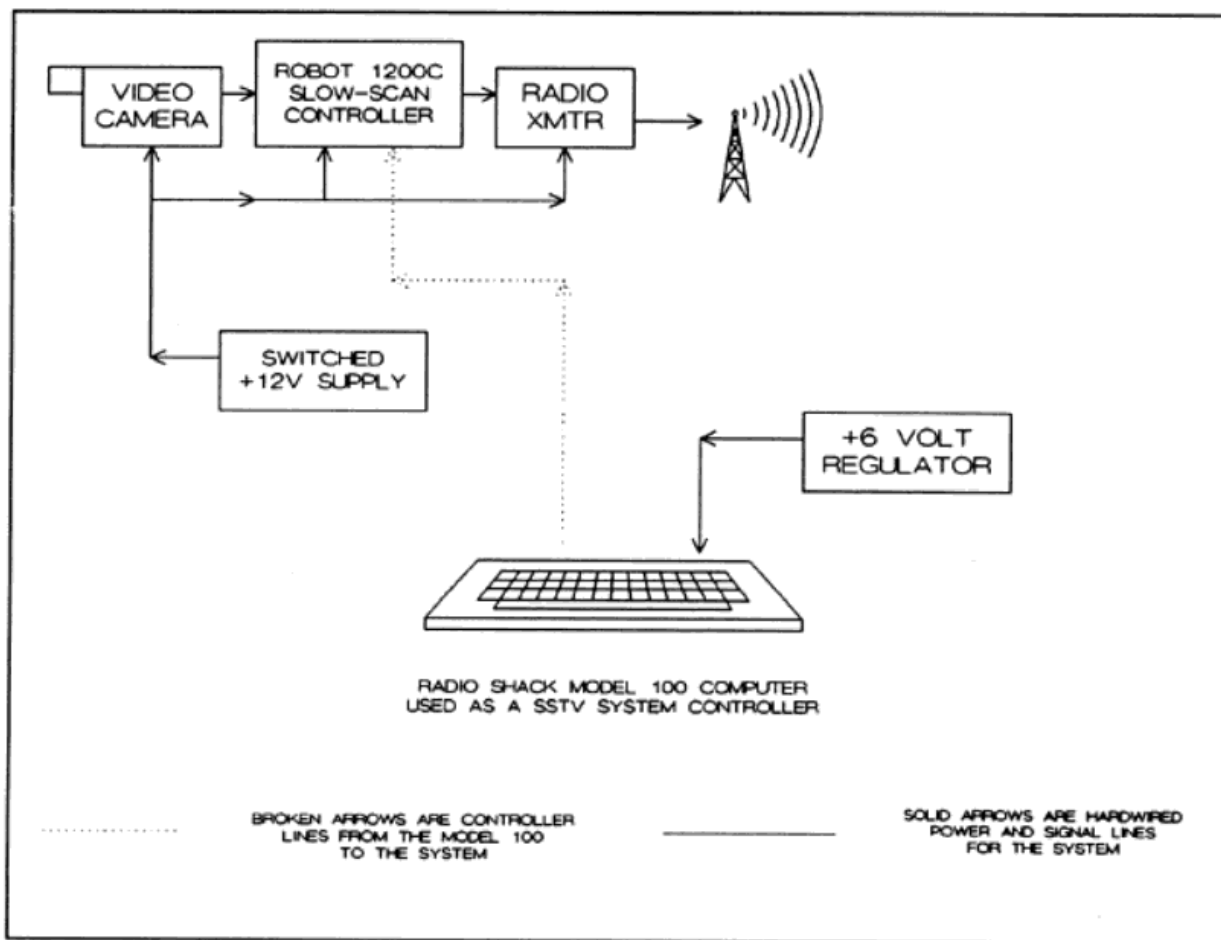 VIDEO
CAMERA
ROBOT 1200C
SLOW-SCAN
CONTROLLER
RADIO
XMTR
SWITCHED
+12V SUPPLY
+6 VOLT
REGULATOR
RADIO SHACK MODEL 100 COMPUTER
USED AS A SSTV SYSTEM CONTROLLER
BROKEN ARROWS ARE CONTROLLER
LINES FROM THE MODEL 100
TO THE SYSTEM
SOLID ARROWS ARE HARDWIRED
POWER AND SIGNAL LINES
FOR THE SYSTEM